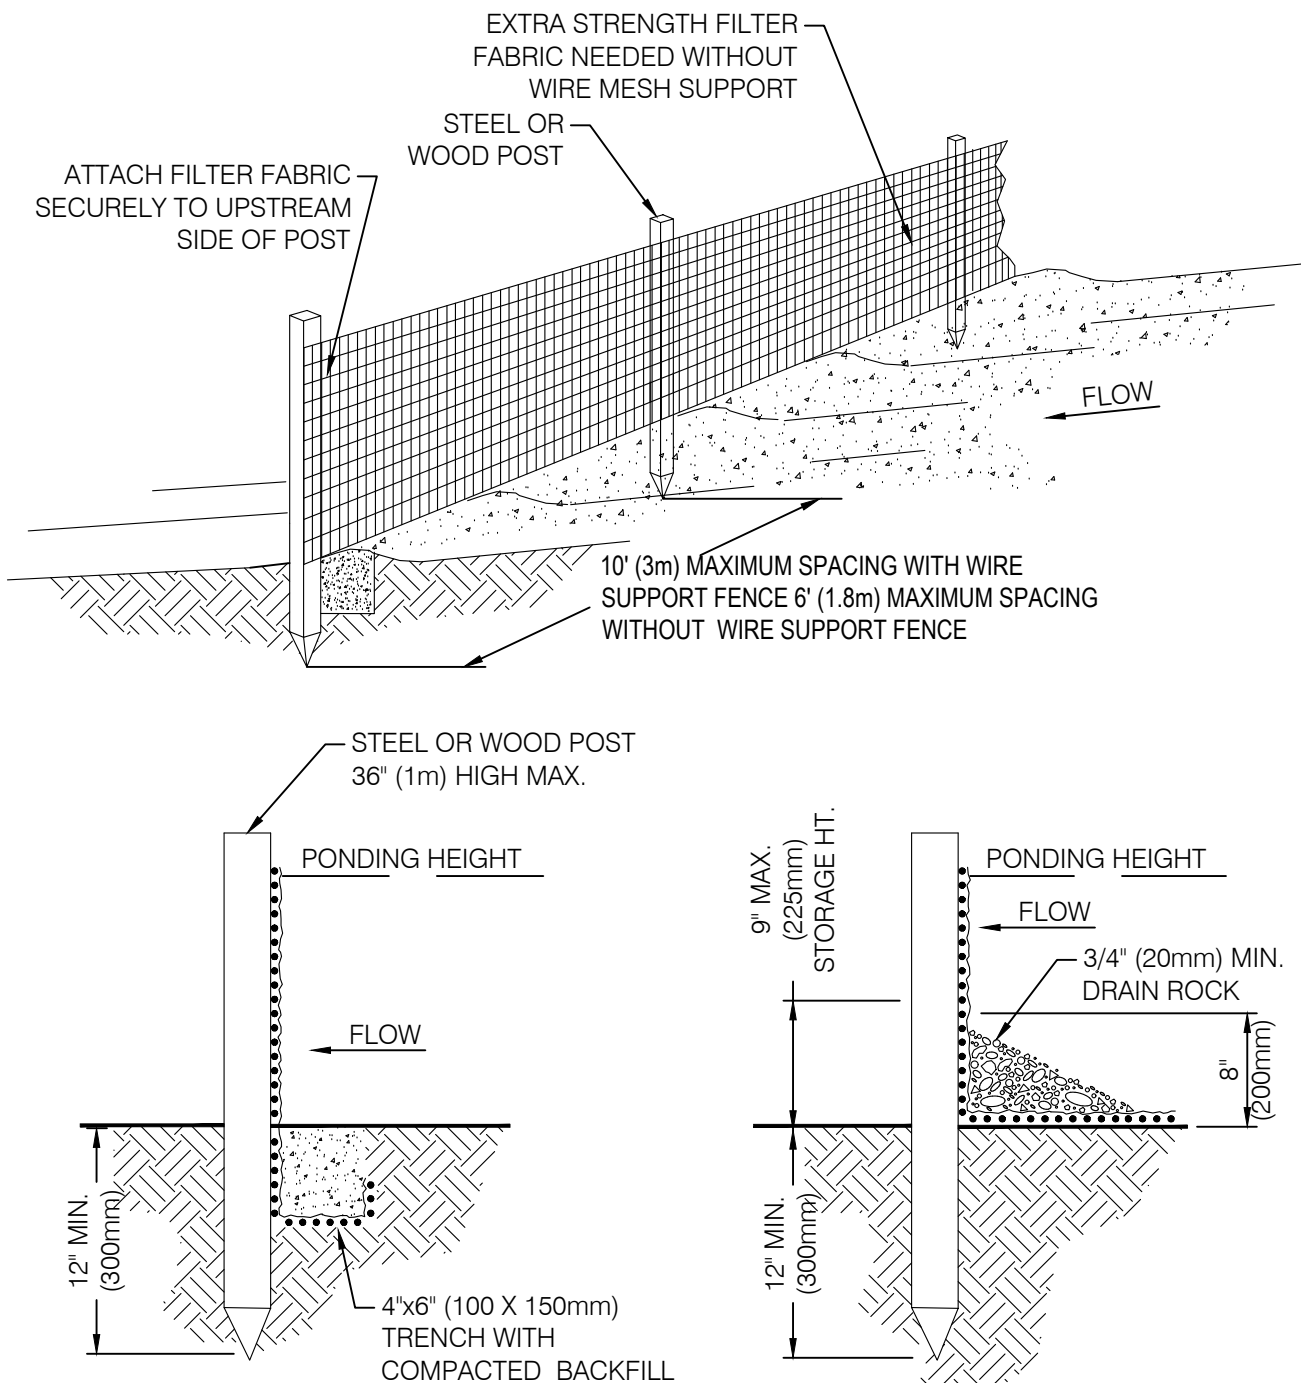 EXTRA STRENGTH FILTER
FABRIC NEEDED WITHOUT
WIRE MESH SUPPORT
STEEL OR
WOOD POST
ATTACH FILTER FABRIC
SECURELY TO UPSTREAM
SIDE OF POST
FLOW
10' (3m) MAXIMUM SPACING WITH WIRE
SUPPORT FENCE 6' (1.8m) MAXIMUM SPACING
WITHOUT WIRE SUPPORT FENCE
STEEL OR WOOD POST
36" (1m) HIGH MAX.
PONDING HEIGHT
FLOW
12" MIN.
(300mm)
4"x6" (100 X 150mm)
TRENCH WITH
COMPACTED BACKFILL
9" MAX.
(225mm)
STORAGE HT.
PONDING HEIGHT
FLOW
3/4" (20mm) MIN.
DRAIN ROCK
8"
(200mm)
12" MIN.
(300mm)